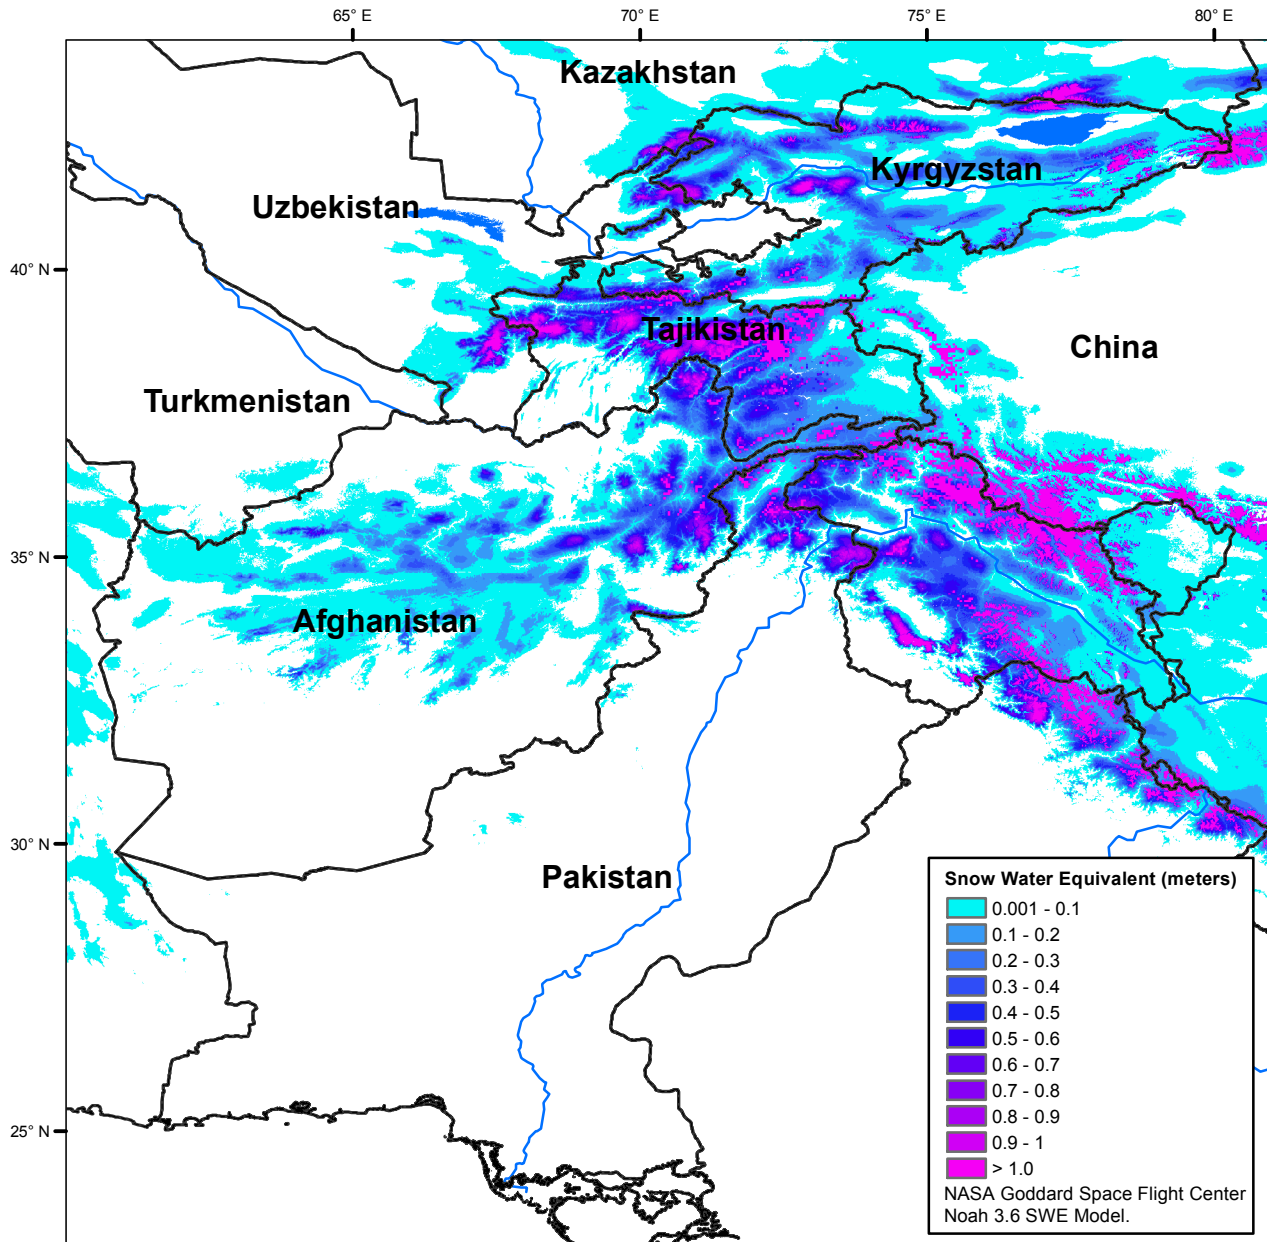 65° E
70° E
75° E
80° E
Kazakhstan
Kyrgyzstan
Uzbekistan
40° N
Tajikistan
China
Turkmenistan
35° N
Afghanistan
30° N
Pakistan
25° N
Snow Water Equivalent (meters)
0.001 - 0.1
0.1 - 0.2
0.2 - 0.3
0.3 - 0.4
0.4 - 0.5
0.5 - 0.6
0.6 - 0.7
0.7 - 0.8
0.8 - 0.9
0.9 - 1
> 1.0
NASA Goddard Space Flight Center
Noah 3.6 SWE Model.